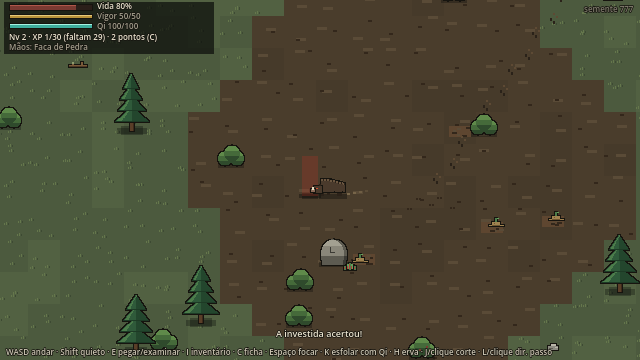 Vida 80%
Vigor 50/50
Qi 100/100
Nv 2 · XP 1/30 (faltam 29) · 2 pontos (C)
Mãos: Faca de Pedra
semente 777
A investida acertou!
WASD andar · Shift quieto · E pegar/examinar · I inventário · C ficha · Espaço focar · K esfolar com Qi · H erva · J/clique corte · L/clique dir. passo